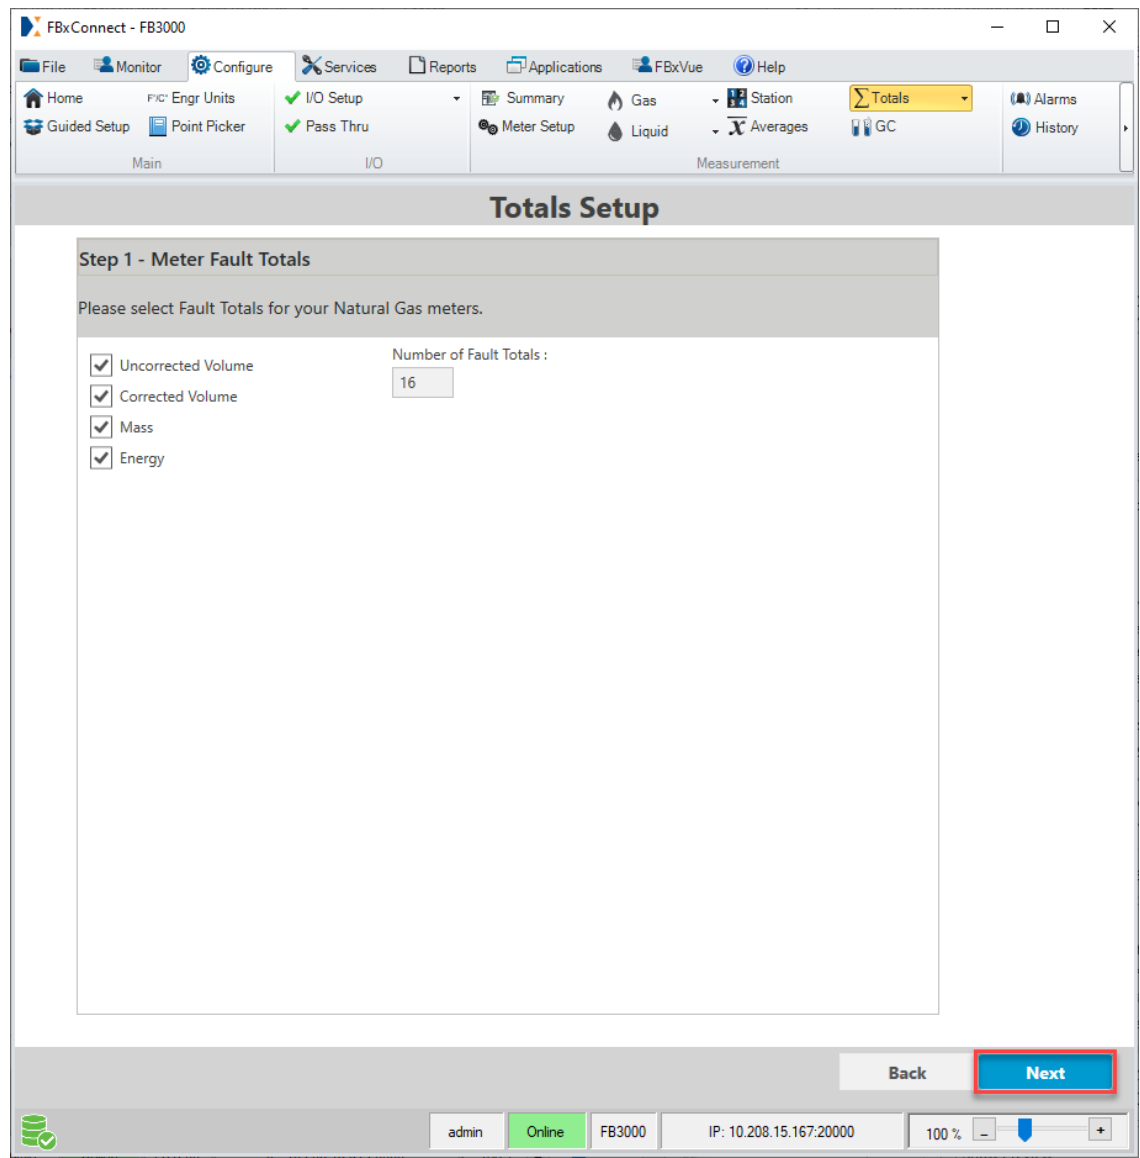 FBxConnect - FB3000
File Monitor Configure Services Reports Applications FBxVue Help
Home F°/C° Engr Units I/O Setup Summary Gas Station Totals Alarms
Guided Setup Point Picker Pass Thru Meter Setup Liquid Averages GC History
Main I/O Measurement
Totals Setup
Step 1 - Meter Fault Totals
Please select Fault Totals for your Natural Gas meters.
Uncorrected Volume
Number of Fault Totals :
16
Corrected Volume
Mass
Energy
Back Next
admin Online FB3000 IP: 10.208.15.167:20000 100 % - +